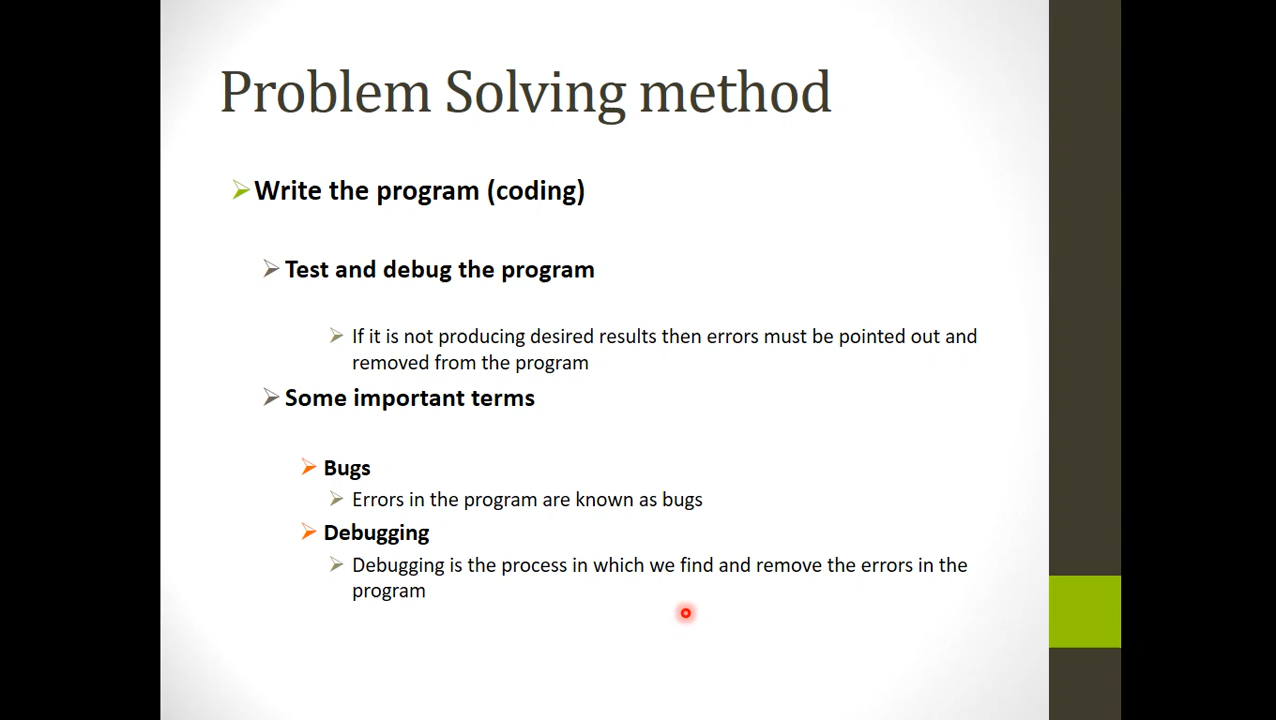 Problem Solving method
Write the program (coding)
Test and debug the program
If it is not producing desired results then errors must be pointed out and
removed from the program
Some important terms
Bugs
Errors in the program are known as bugs
Debugging
Debugging is the process in which we find and remove the errors in the
program